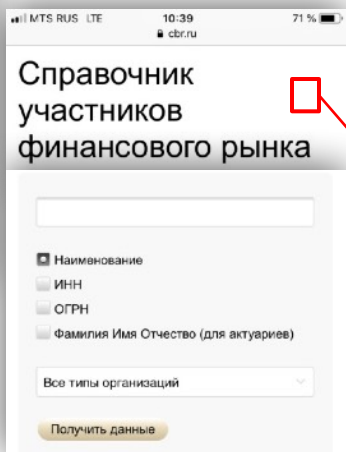 MTS RUS LTE 10:39 71 %
cbr.ru
Справочник
участников
финансового рынка
Наименование
ИНН
ОГРН
Фамилия Имя Отчество (для актуариев)
Все типы организаций
Получить данные